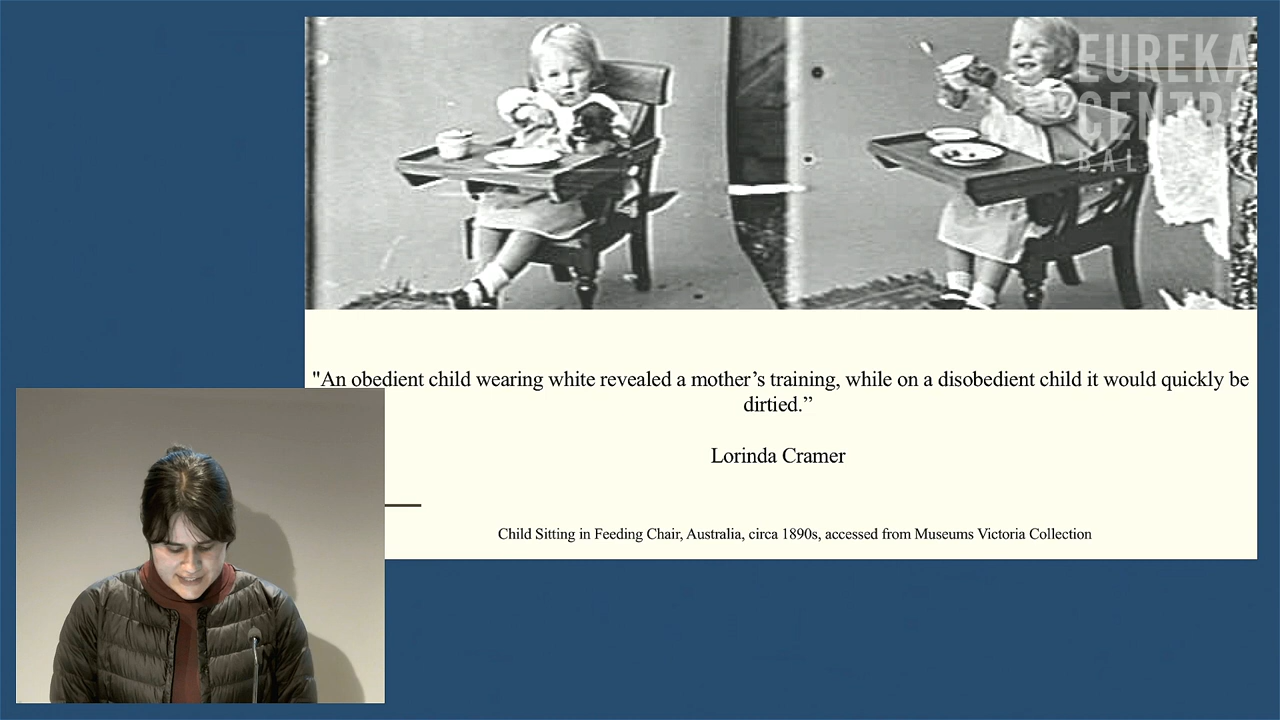 EUREKA
CENTR
BAL
"An obedient child wearing white revealed a mother’s training, while on a disobedient child it would quickly be
dirtied.”
Lorinda Cramer
Child Sitting in Feeding Chair, Australia, circa 1890s, accessed from Museums Victoria Collection